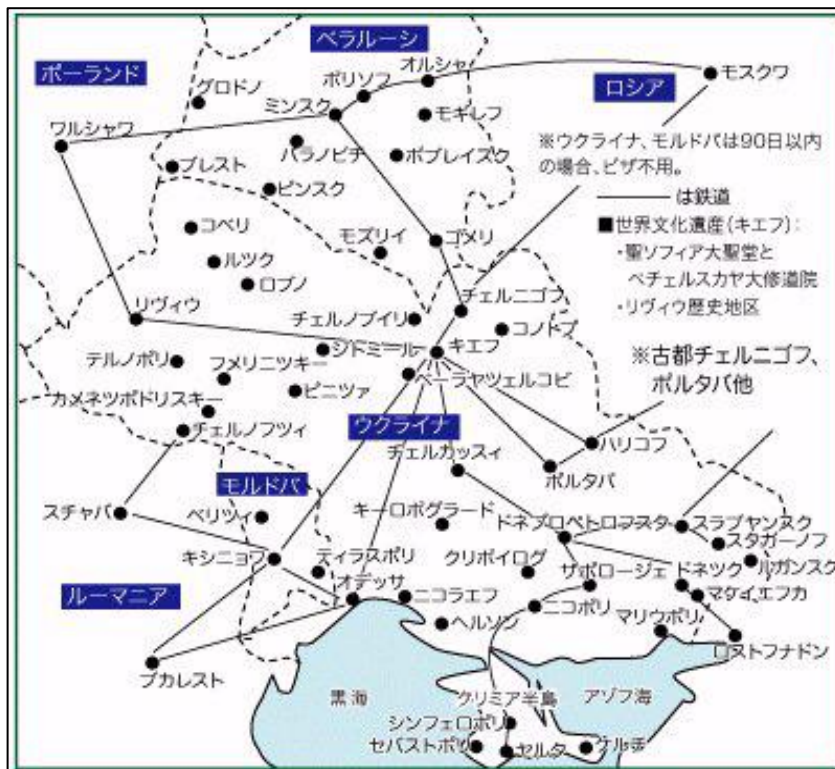 ベラルーシ
ポーランド
グロドノ
ボリソフ
オルシャ
ロシア
モスクワ
ミンスク
モギレフ
ワルシャワ
バラノビチ
ボブレイスク
※ウクライナ、モルドバは90日以内
の場合、ビザ不用。
ブレスト
ピンスク
は鉄道
コベリ
モズリイ
ゴメリ
■世界文化遺産(キエフ):
・聖ソフィア大聖堂と
ペチェルスカヤ大修道院
・リヴィウ歴史地区
ルツク
ロブノ
チェルニゴフ
リヴィウ
チェルノブイリ
コノトプ
シトミール
キエフ
※古都チェルニゴフ、
ポルタバ他
テルノポリ
フメリニツキー
ベーラヤツェルコビ
カメネツポドリスキー
ビニツァ
チェルノフツィ
ウクライナ
ハリコフ
チェルカッスィ
ポルタバ
モルドバ
スチャバ
ベリツィ
キーロボグラード
ドネプロペトロフスタ
スラブヤンスク
スタガーノフ
キシニョフ
ティラスポリ
クリボイログ
ザポロージェ
ドネツク
ルガンスク
ルーマニア
オデッサ
ニコラエフ
マケイエフカ
ニコポリ
ヘルソン
マリウポリ
ロストフナドン
ブカレスト
黒海
クリミア半島
アゾフ海
シンフェロポリ
セバストポリ
ヤルタ
ケルチ